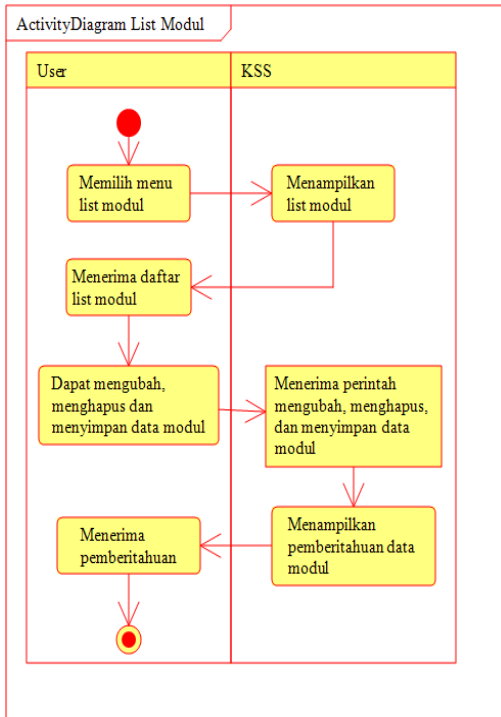 ActivityDiagram List Modul
User
KSS
Memilih menu
list modul
Menampilkan
list modul
Menerima daftar
list modul
Dapat mengubah,
menghapus dan
menyimpan data modul
Menerima perintah
mengubah, menghapus,
dan menyimpan data
modul
Menampilkan
pemberitahuan data
modul
Menerima
pemberitahuan